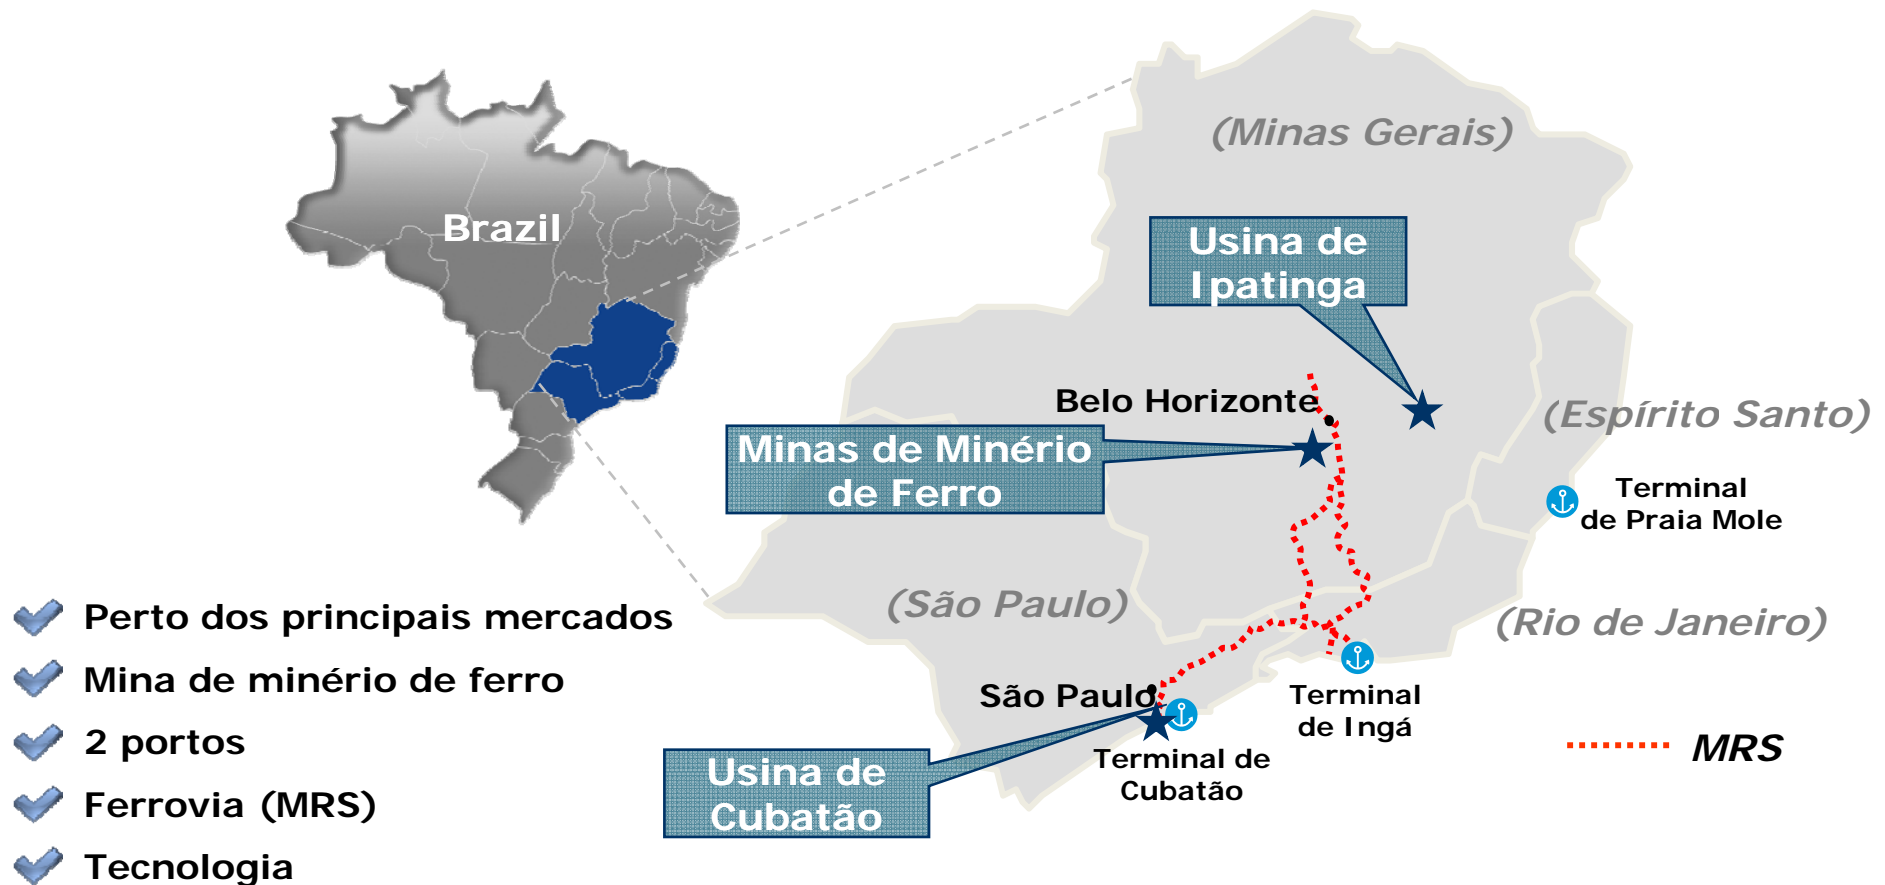 (Minas Gerais)
Brazil
Usina de
Ipatinga
Belo Horizonte
(Espírito Santo)
Minas de Minério
de Ferro
Terminal
de Praia Mole
(São Paulo)
(Rio de Janeiro)
Perto dos principais mercados
Mina de minério de ferro
2 portos
Ferrovia (MRS)
Tecnologia
São Paulo
Terminal
de Ingá
MRS
Terminal de
Cubatão
Usina de
Cubatão